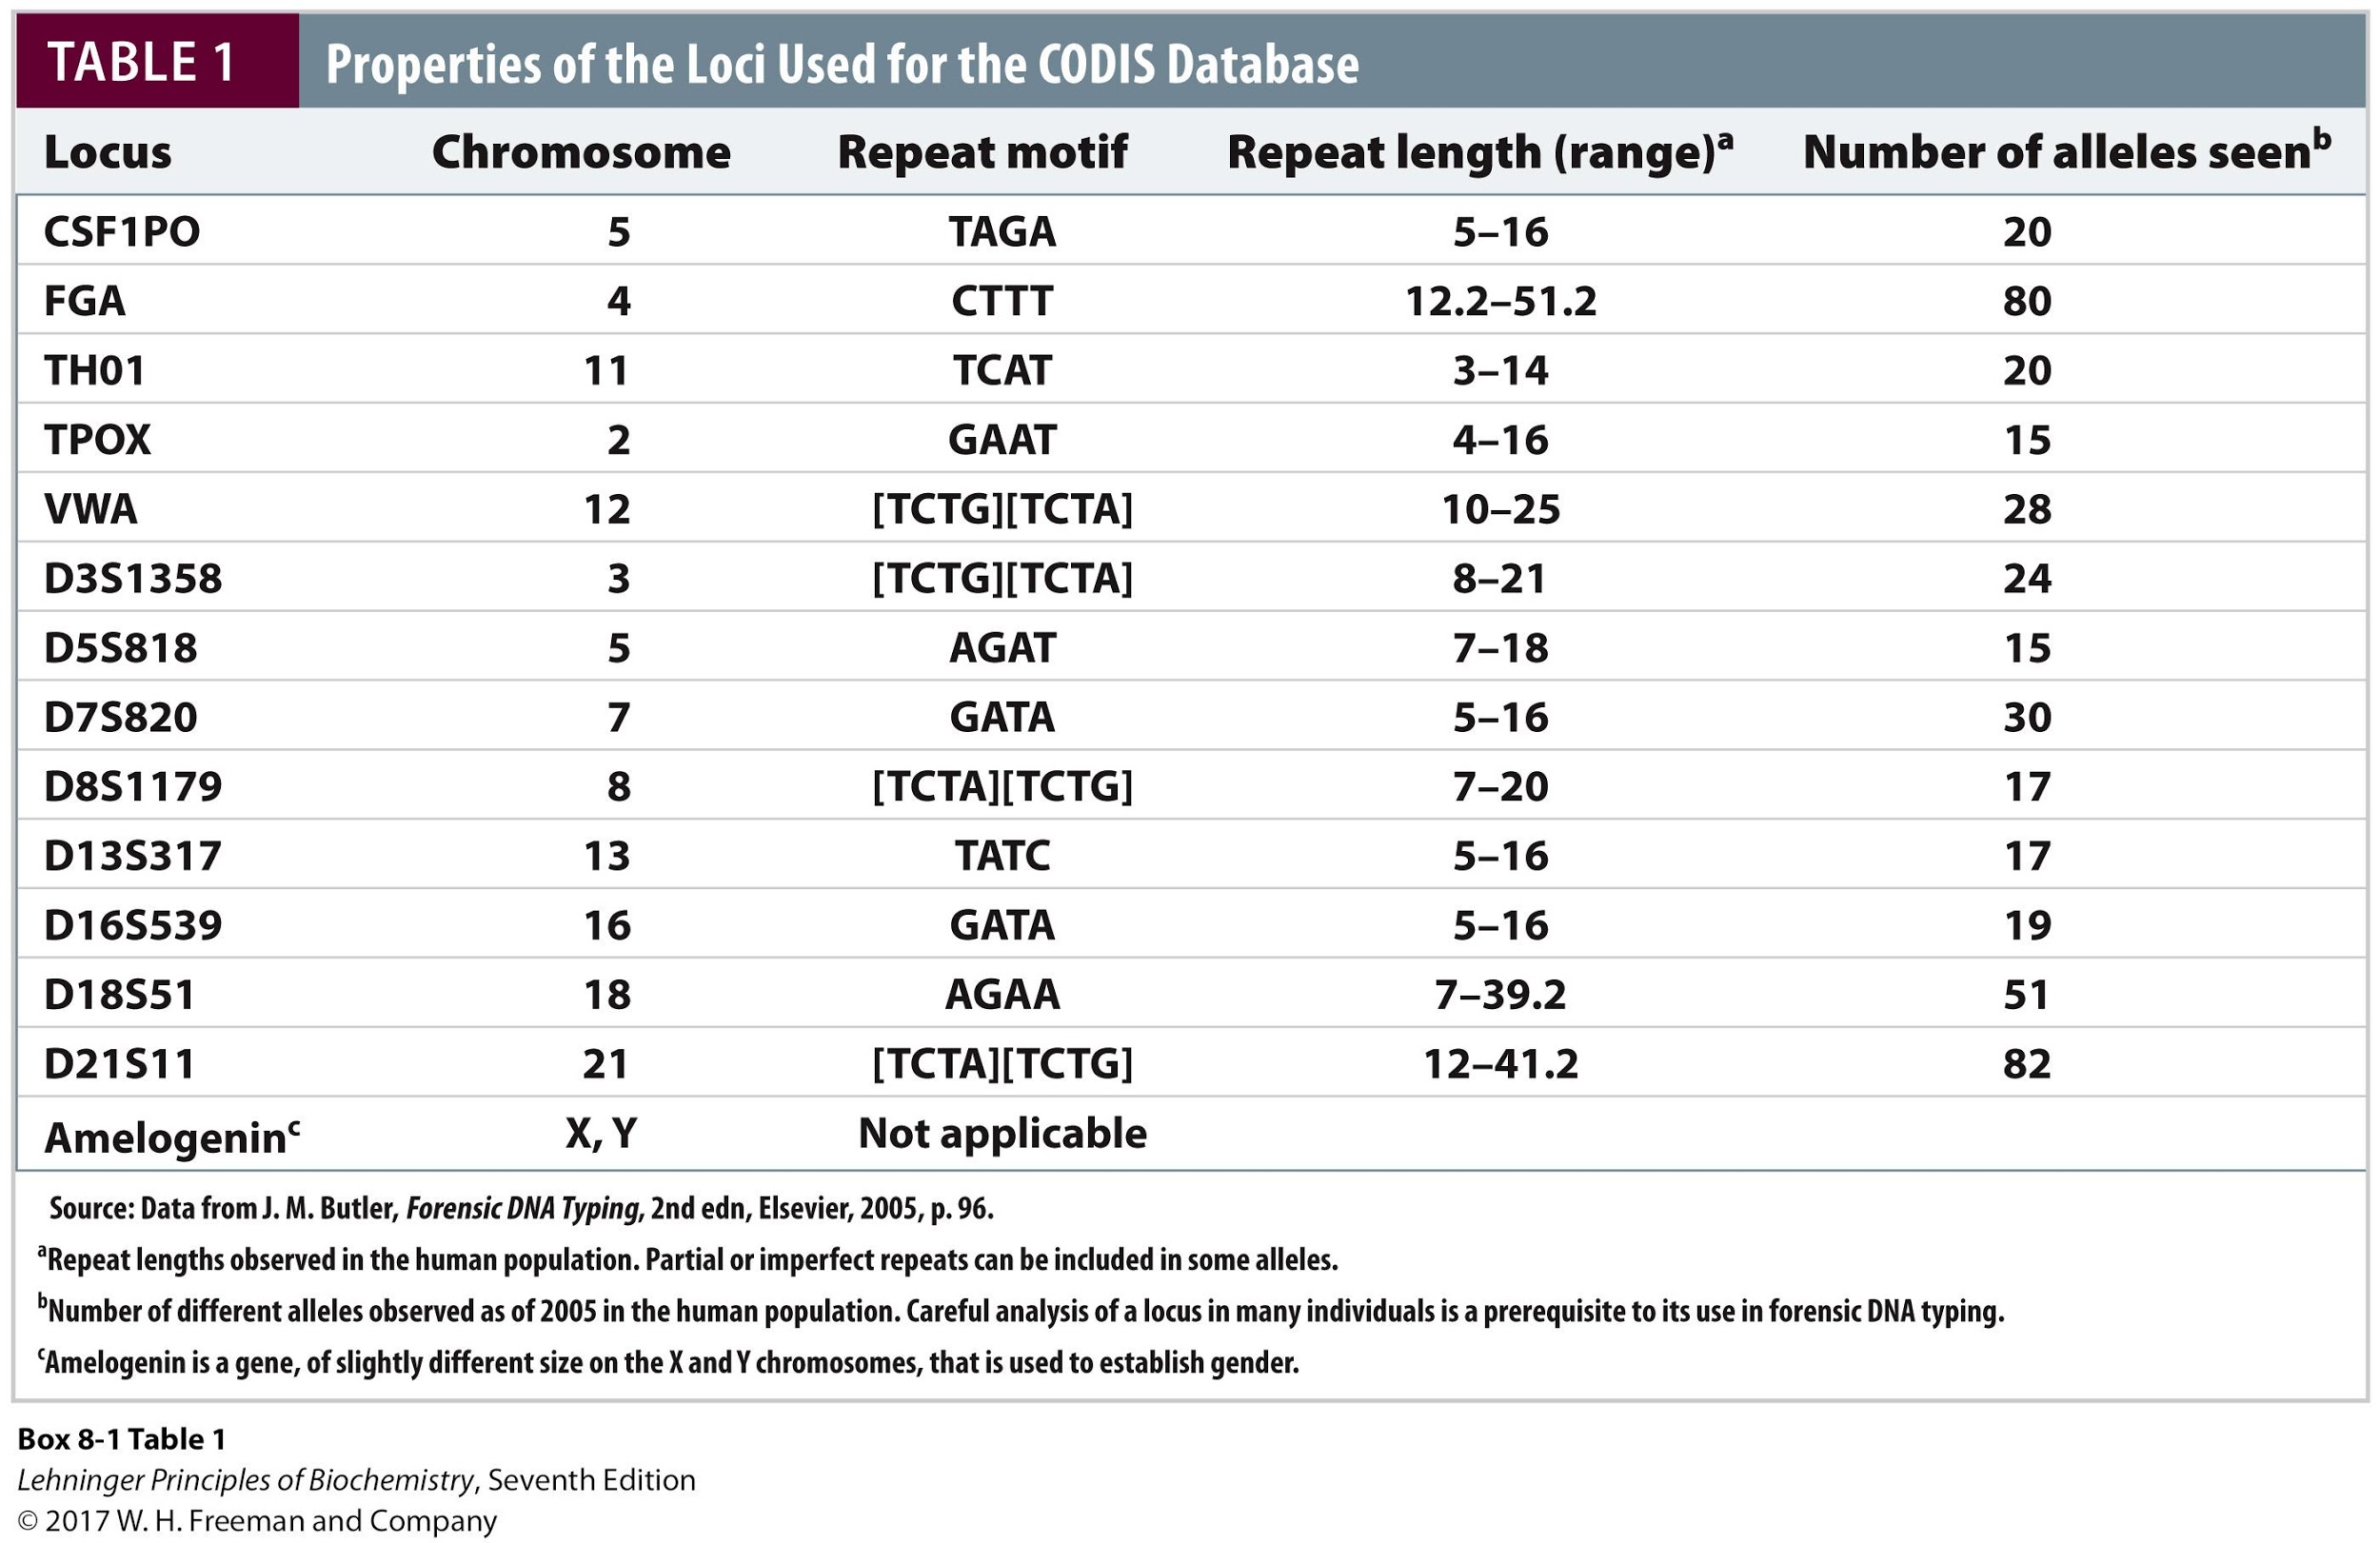 TABLE 1 Properties of the Loci Used for the CODIS Database
Locus Chromosome Repeat motif Repeat length (range)a Number of alleles seenb
CSF1PO 5 TAGA 5–16 20
FGA 4 CTTT 12.2–51.2 80
TH01 11 TCAT 3–14 20
TPOX 2 GAAT 4–16 15
VWA 12 [TCTG][TCTA] 10–25 28
D3S1358 3 [TCTG][TCTA] 8–21 24
D5S818 5 AGAT 7–18 15
D7S820 7 GATA 5–16 30
D8S1179 8 [TCTA][TCTG] 7–20 17
D13S317 13 TATC 5–16 17
D16S539 16 GATA 5–16 19
D18S51 18 AGAA 7–39.2 51
D21S11 21 [TCTA][TCTG] 12–41.2 82
Amelogeninc X, Y Not applicable
Source: Data from J. M. Butler, Forensic DNA Typing, 2nd edn, Elsevier, 2005, p. 96.
aRepeat lengths observed in the human population. Partial or imperfect repeats can be included in some alleles.
bNumber of different alleles observed as of 2005 in the human population. Careful analysis of a locus in many individuals is a prerequisite to its use in forensic DNA typing.
cAmelogenin is a gene, of slightly different size on the X and Y chromosomes, that is used to establish gender.
Box 8-1 Table 1
Lehninger Principles of Biochemistry, Seventh Edition
© 2017 W. H. Freeman and Company